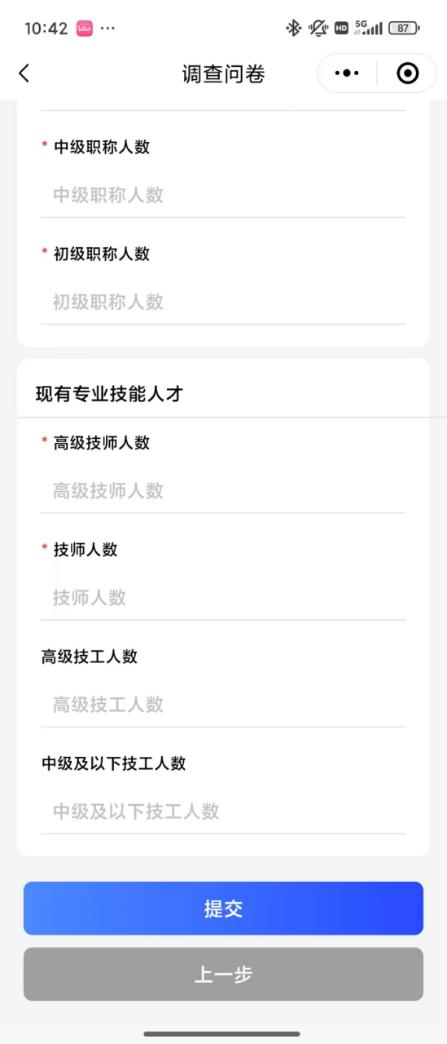 10:42 ... HD 5G 87
调查问卷
* 中级职称人数
中级职称人数
* 初级职称人数
初级职称人数
现有专业技能人才
* 高级技师人数
高级技师人数
* 技师人数
技师人数
高级技工人数
高级技工人数
中级及以下技工人数
中级及以下技工人数
提交
上一步